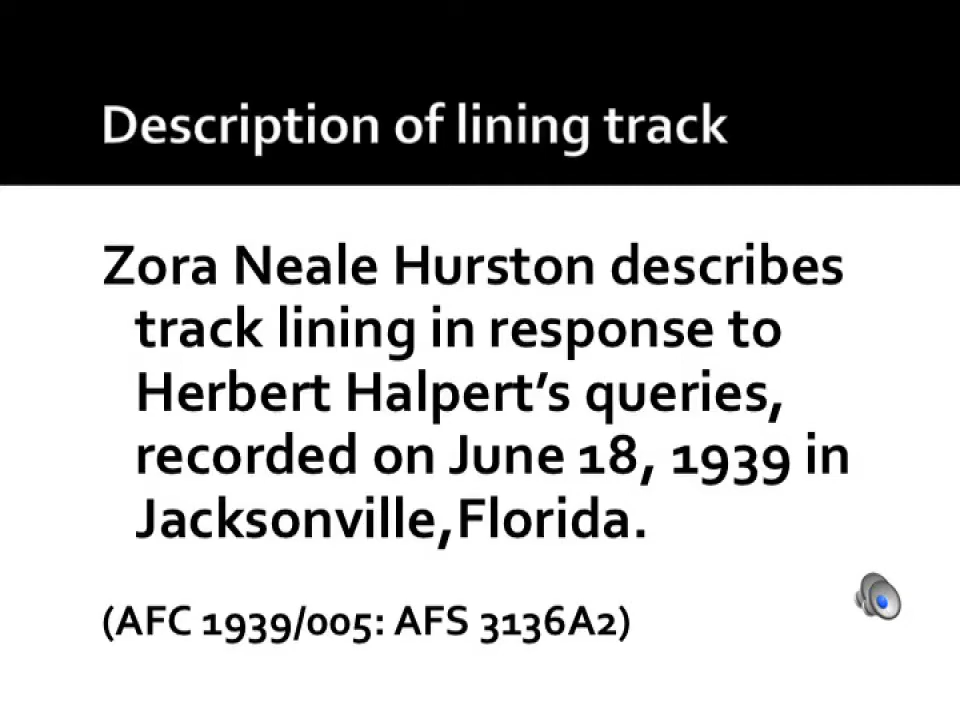 Description of lining track
Zora Neale Hurston describes
track lining in response to
Herbert Halpert’s queries,
recorded on June 18, 1939 in
Jacksonville,Florida.
(AFC 1939/005: AFS 3136A2)